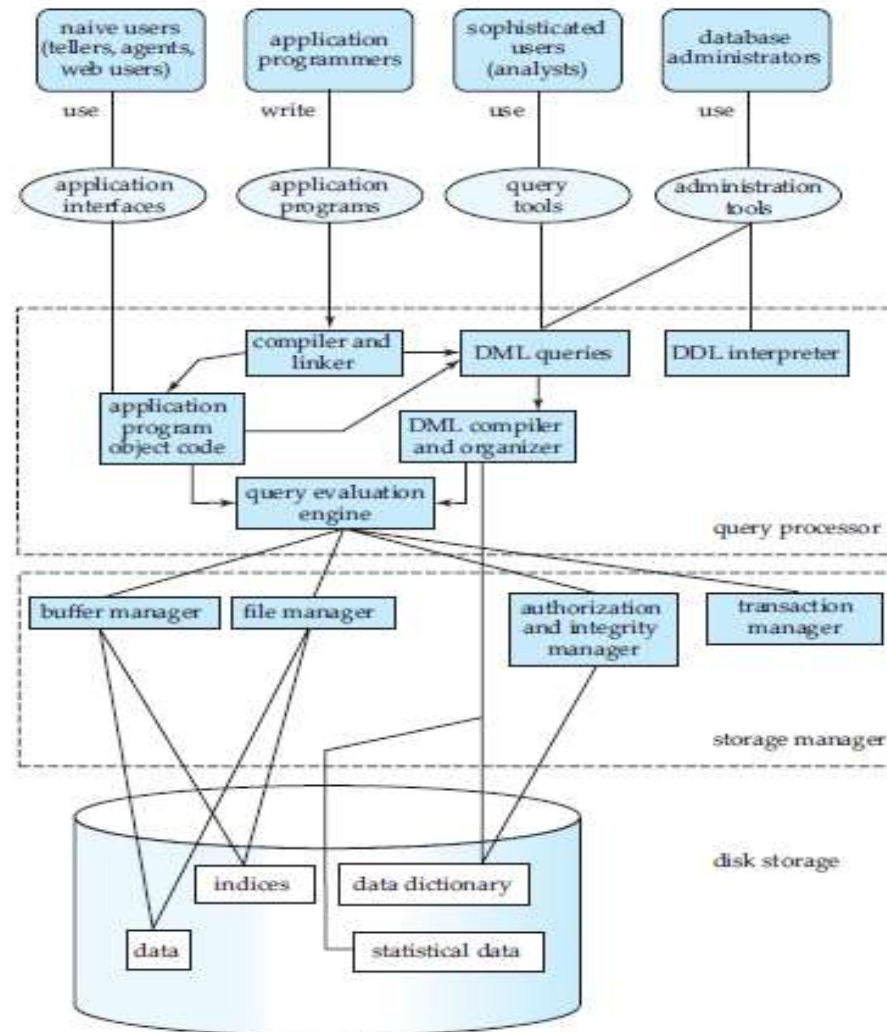 naive users
(tellers, agents,
web users)
application
programmers
sophisticated
users
(analysts)
database
administrators
use
write
use
use
application
interfaces
application
programs
query
tools
administration
tools
compiler and
linker
DML queries
DDL interpreter
application
program
object code
DML compiler
and organizer
query evaluation
engine
query processor
buffer manager
file manager
authorization
and integrity
manager
transaction
manager
storage manager
disk storage
indices
data dictionary
data
statistical data